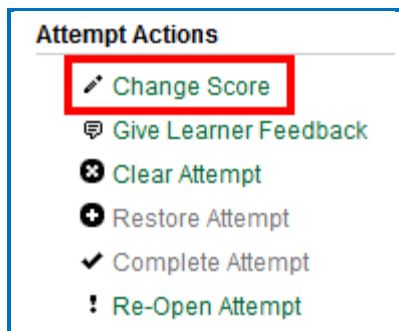 Attempt Actions
Change Score
Give Learner Feedback
Clear Attempt
Restore Attempt
Complete Attempt
Re-Open Attempt